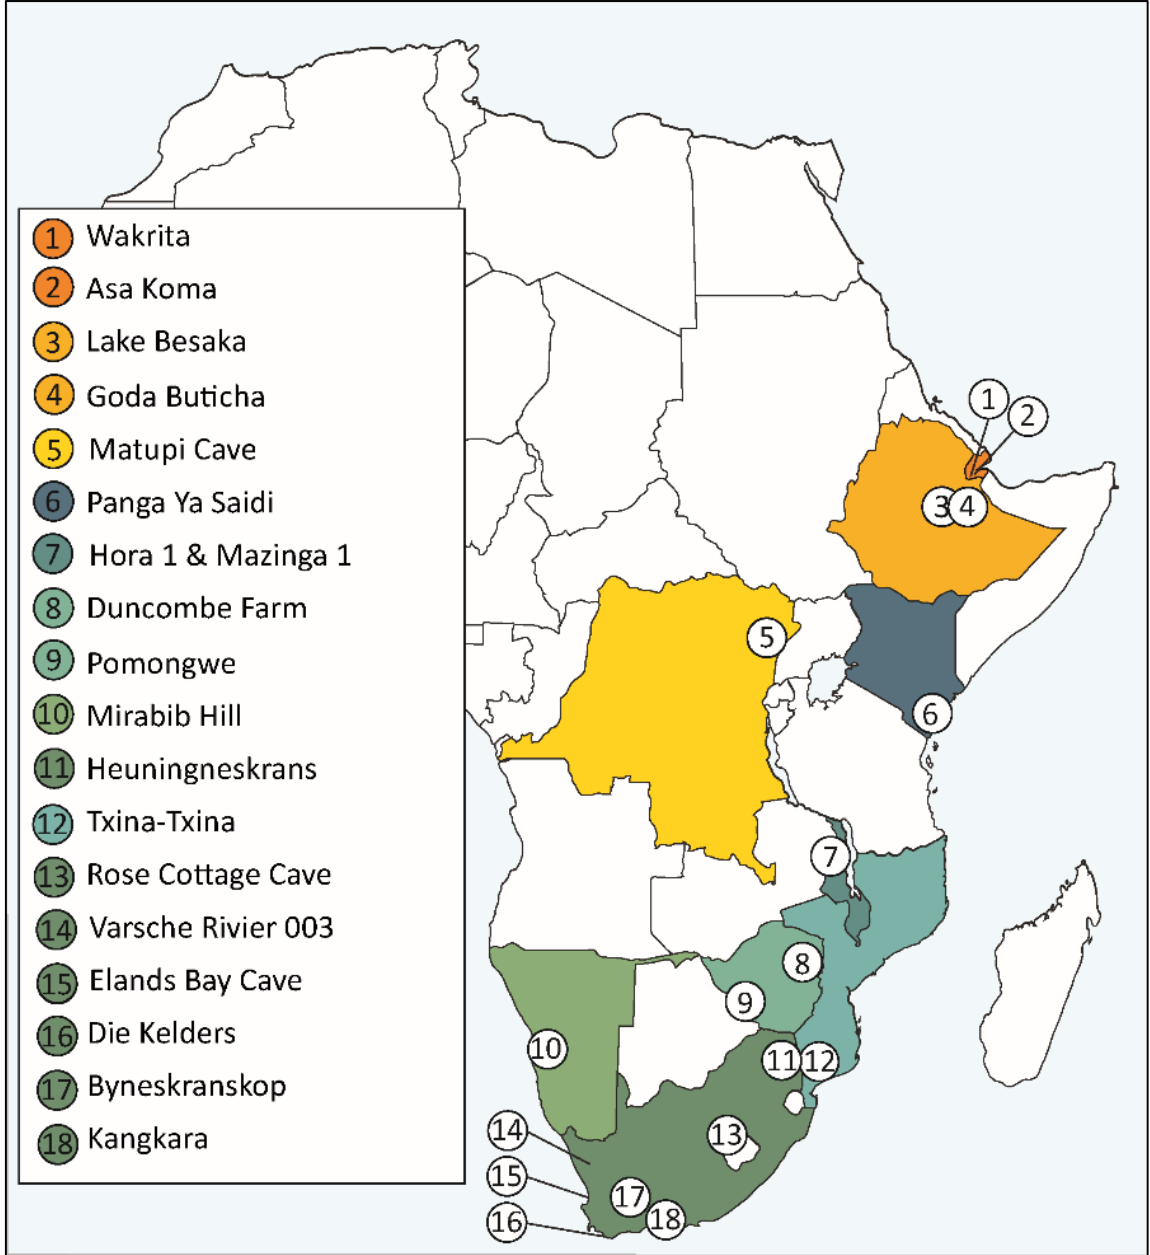 1 Wakrita
2 Asa Koma
3 Lake Besaka
4 Goda Buticha
5 Matupi Cave
6 Panga Ya Saidi
7 Hora 1 & Mazinga 1
8 Duncombe Farm
9 Pomongwe
10 Mirabib Hill
11 Heuningneskrans
12 Txina-Txina
13 Rose Cottage Cave
14 Varsche Rivier 003
15 Elands Bay Cave
16 Die Kelders
17 Byneskranskop
18 Kangkara
1
2
3
4
5
6
7
8
9
10
11
12
13
14
15
17
18
16